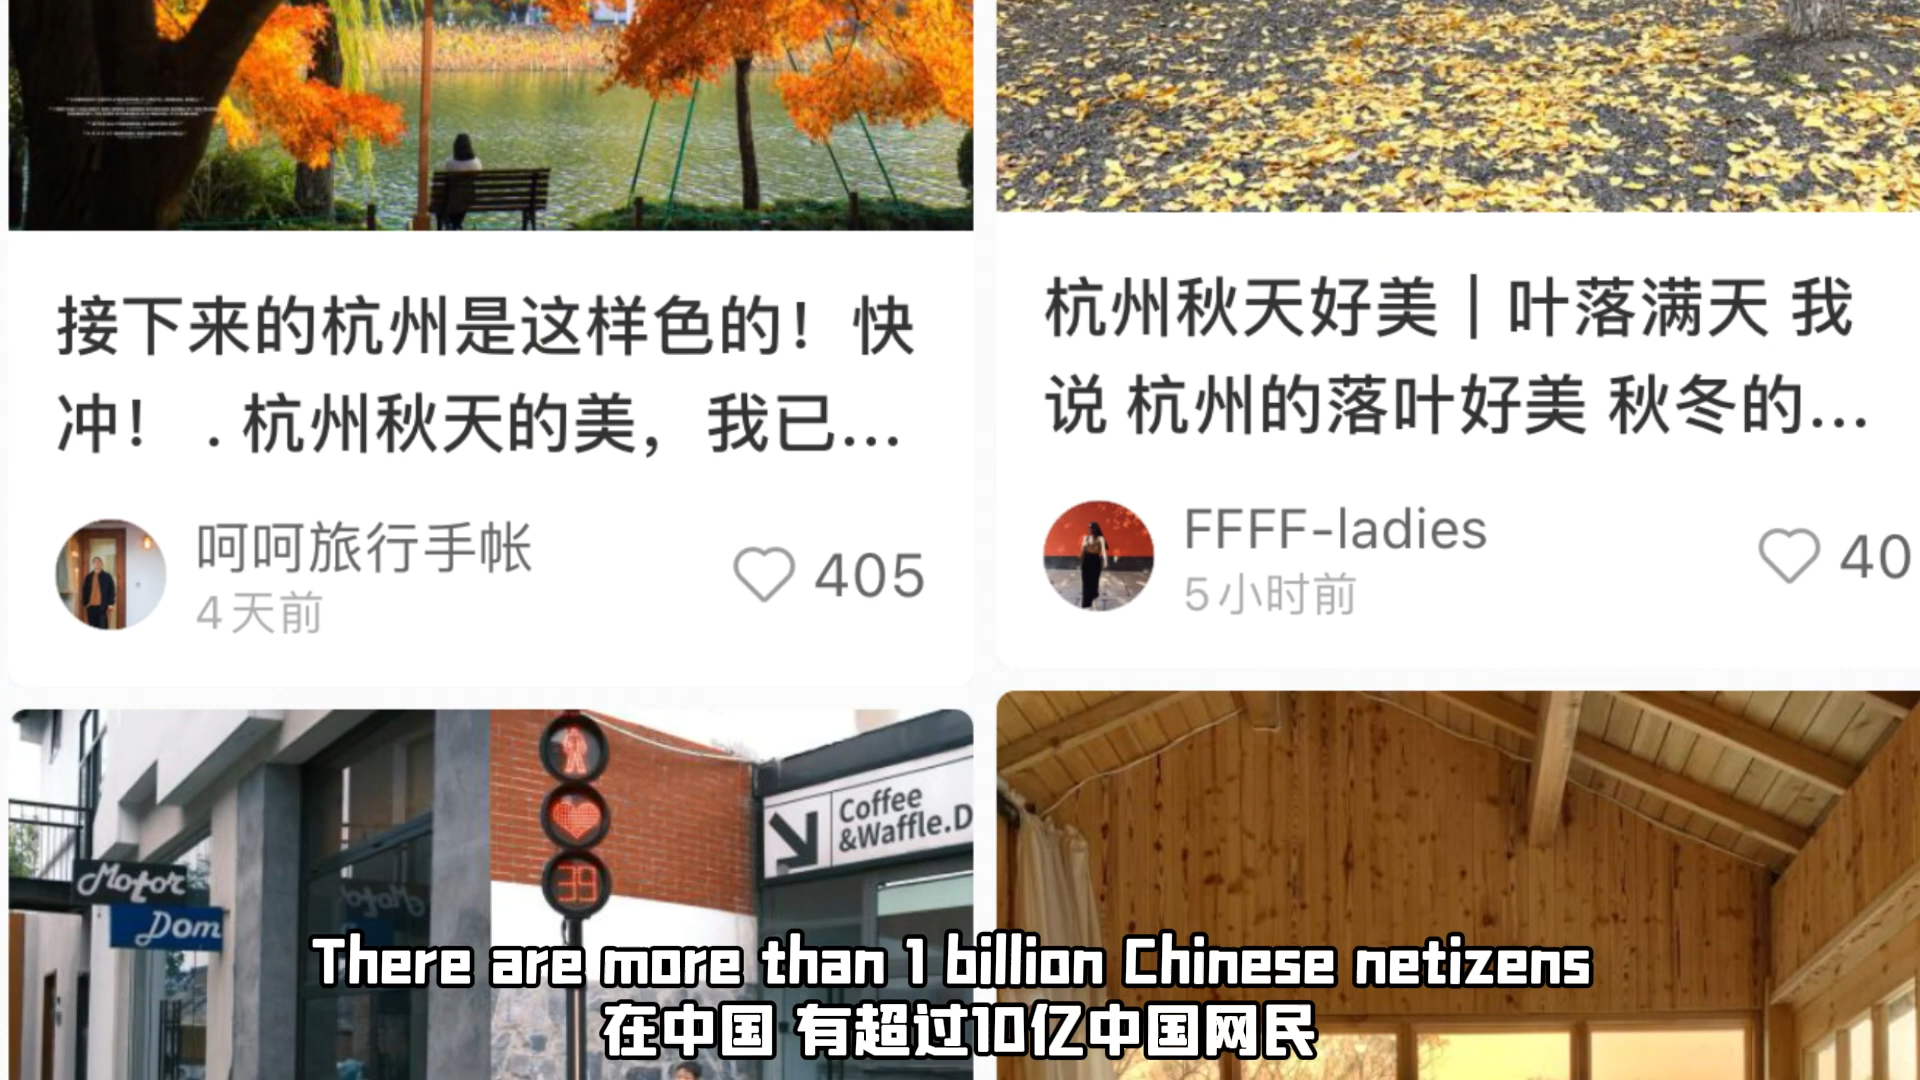 接下来的杭州是这样色的！快
冲！ . 杭州秋天的美，我已...
呵呵旅行手帐
4天前
405
杭州秋天好美｜叶落满天 我
说 杭州的落叶好美 秋冬的...
FFFF-ladies
5小时前
40
39
Coffee
&Waffle.D
Motor
Dom
There are more than 1 billion Chinese netizens
在中国 有超过10亿中国网民